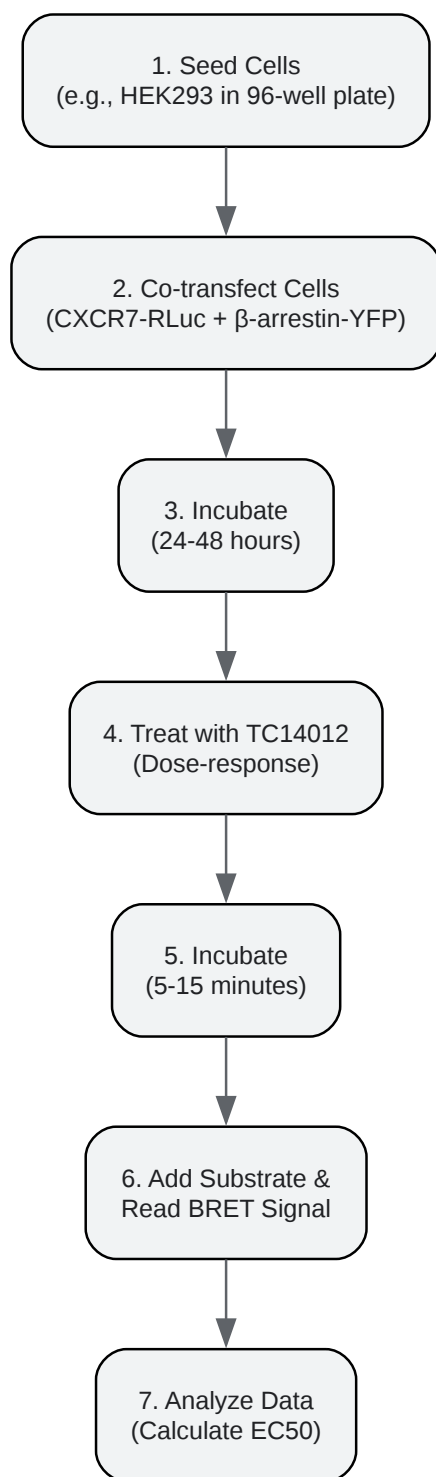 1. Seed Cells
(e.g., HEK293 in 96-well plate)
2. Co-transfect Cells
(CXCR7-RLuc + β-arrestin-YFP)
3. Incubate
(24-48 hours)
4. Treat with TC14012
(Dose-response)
5. Incubate
(5-15 minutes)
6. Add Substrate &
Read BRET Signal
7. Analyze Data
(Calculate EC50)